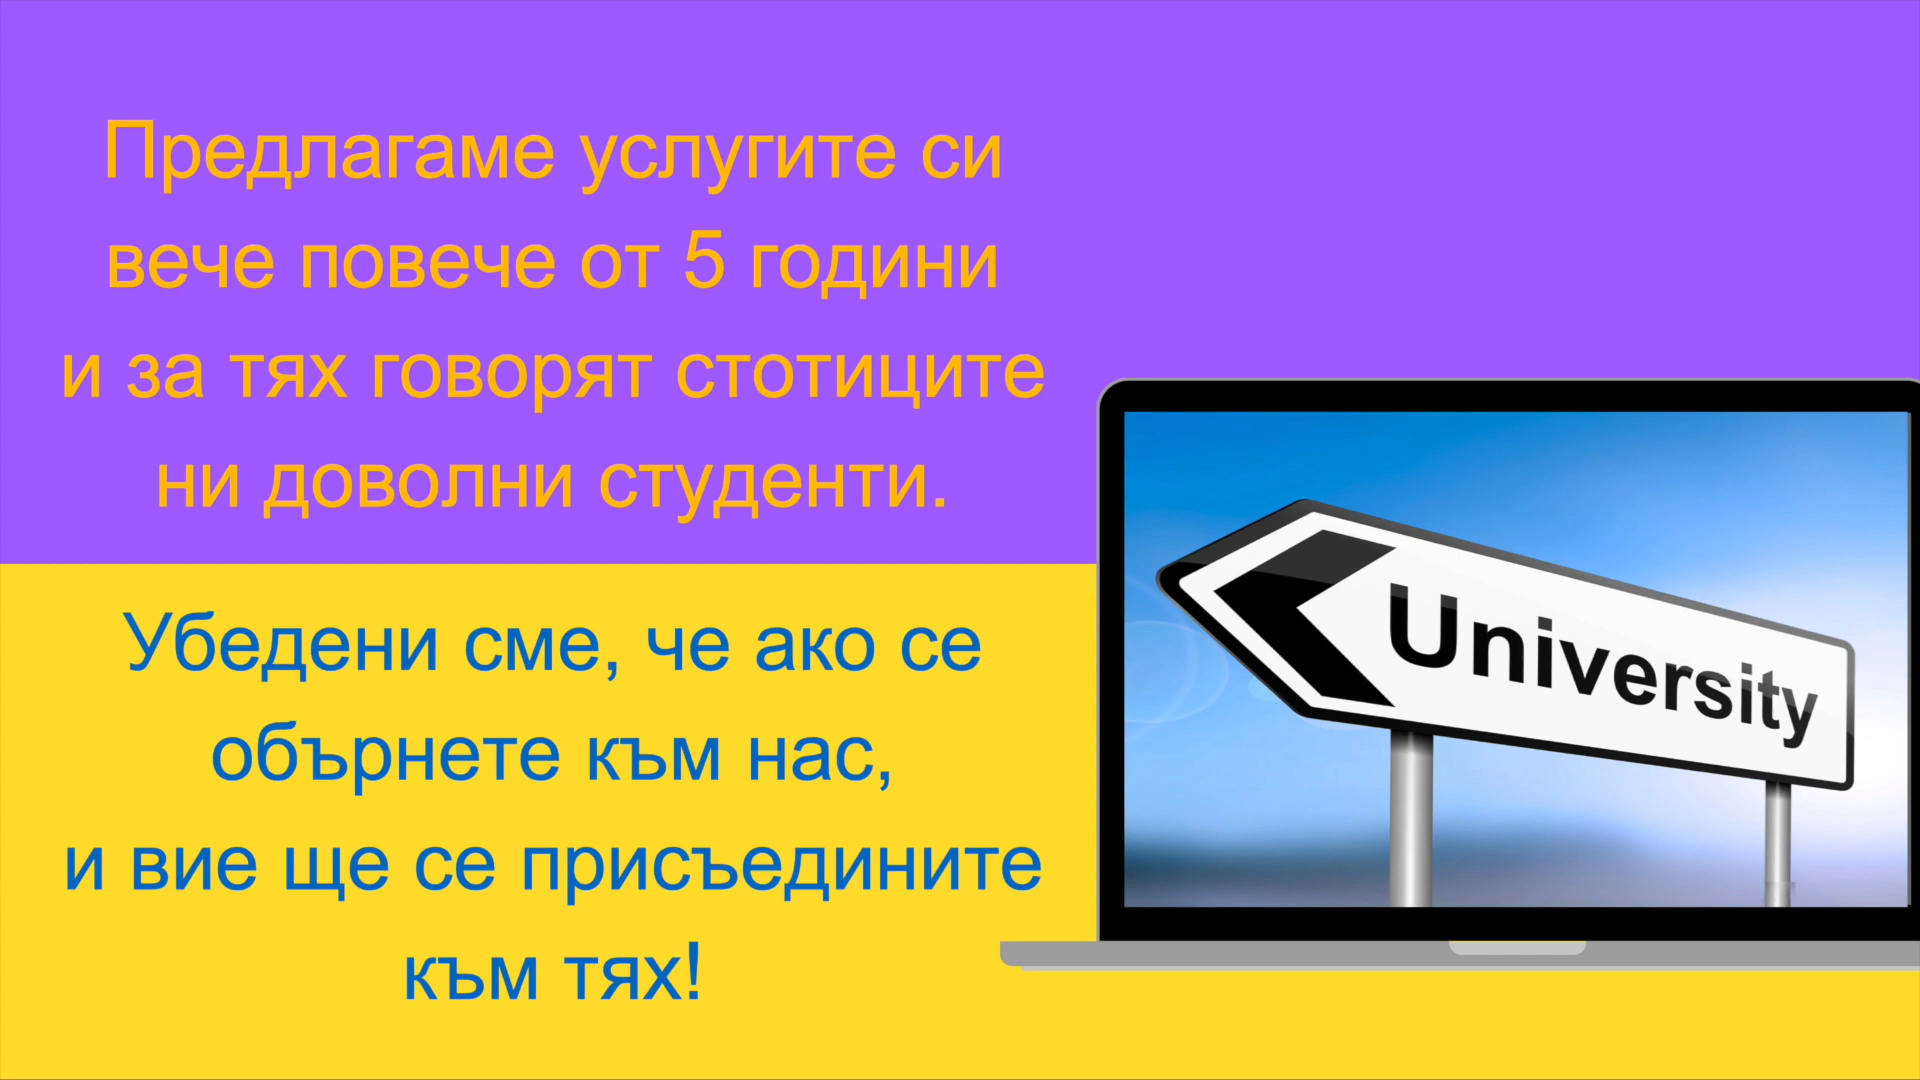 Предлагаме услугите си
вече повече от 5 години
и за тях говорят стотиците
ни доволни студенти.
Убедени сме, че ако се
обърнете към нас,
и вие ще се присъедините
към тях!
University